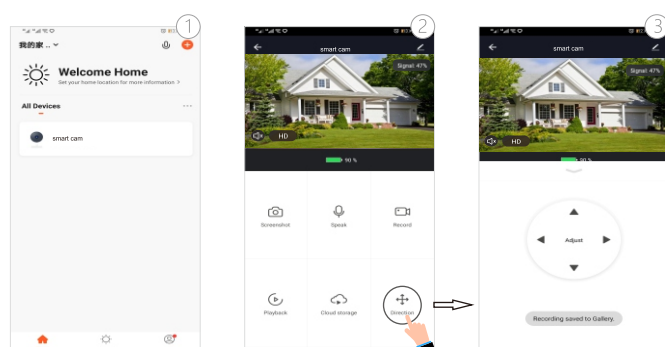 1
我的家 .. 
Welcome Home
Set your home location for more information >
All Devices
smart cam
2
smart cam
Signal 47%
HD
90 %
Screenshot
Speak
Record
Playback
Cloud storage
Direction
3
smart cam
Signal 47%
HD
90 %
Adjust
Recording saved to Gallery.